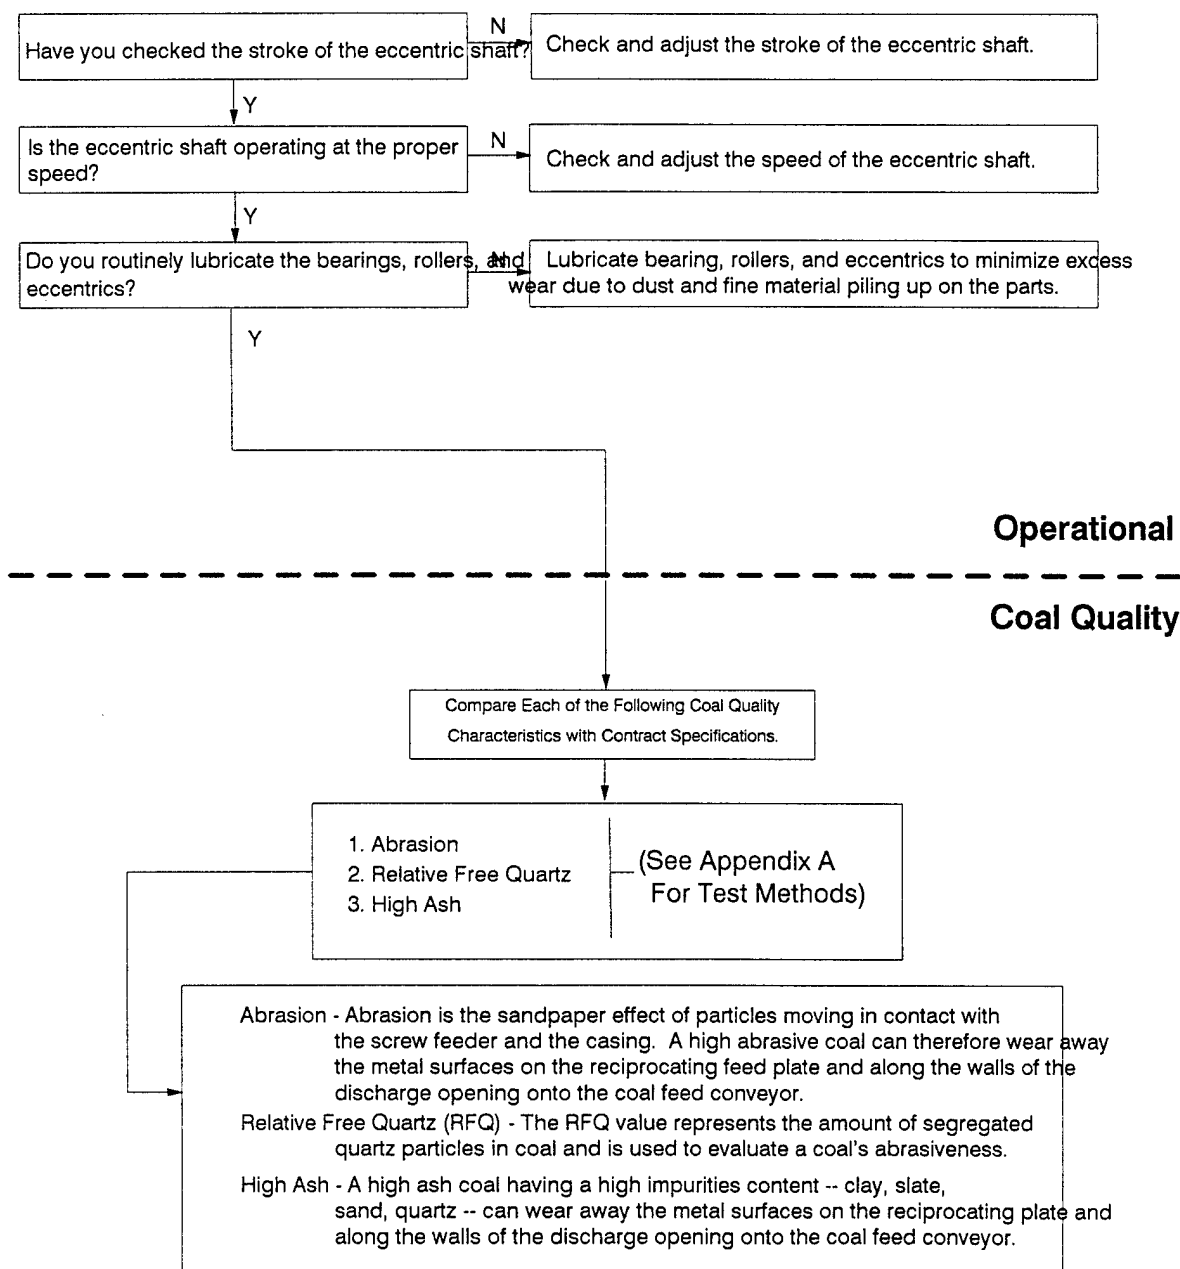 N
Have you checked the stroke of the eccentric shaft?
Check and adjust the stroke of the eccentric shaft.
Y
Is the eccentric shaft operating at the proper
speed?
N
Check and adjust the speed of the eccentric shaft.
Y
Do you routinely lubricate the bearings, rollers, and
eccentrics?
N
Lubricate bearing, rollers, and eccentrics to minimize excess
wear due to dust and fine material piling up on the parts.
Y
Operational
Coal Quality
Compare Each of the Following Coal Quality
Characteristics with Contract Specifications.
1. Abrasion
2. Relative Free Quartz
3. High Ash
(See Appendix A
For Test Methods)
Abrasion - Abrasion is the sandpaper effect of particles moving in contact with
the screw feeder and the casing. A high abrasive coal can therefore wear away
the metal surfaces on the reciprocating feed plate and along the walls of the
discharge opening onto the coal feed conveyor.
Relative Free Quartz (RFQ) - The RFQ value represents the amount of segregated
quartz particles in coal and is used to evaluate a coal's abrasiveness.
High Ash - A high ash coal having a high impurities content -- clay, slate,
sand, quartz -- can wear away the metal surfaces on the reciprocating plate and
along the walls of the discharge opening onto the coal feed conveyor.